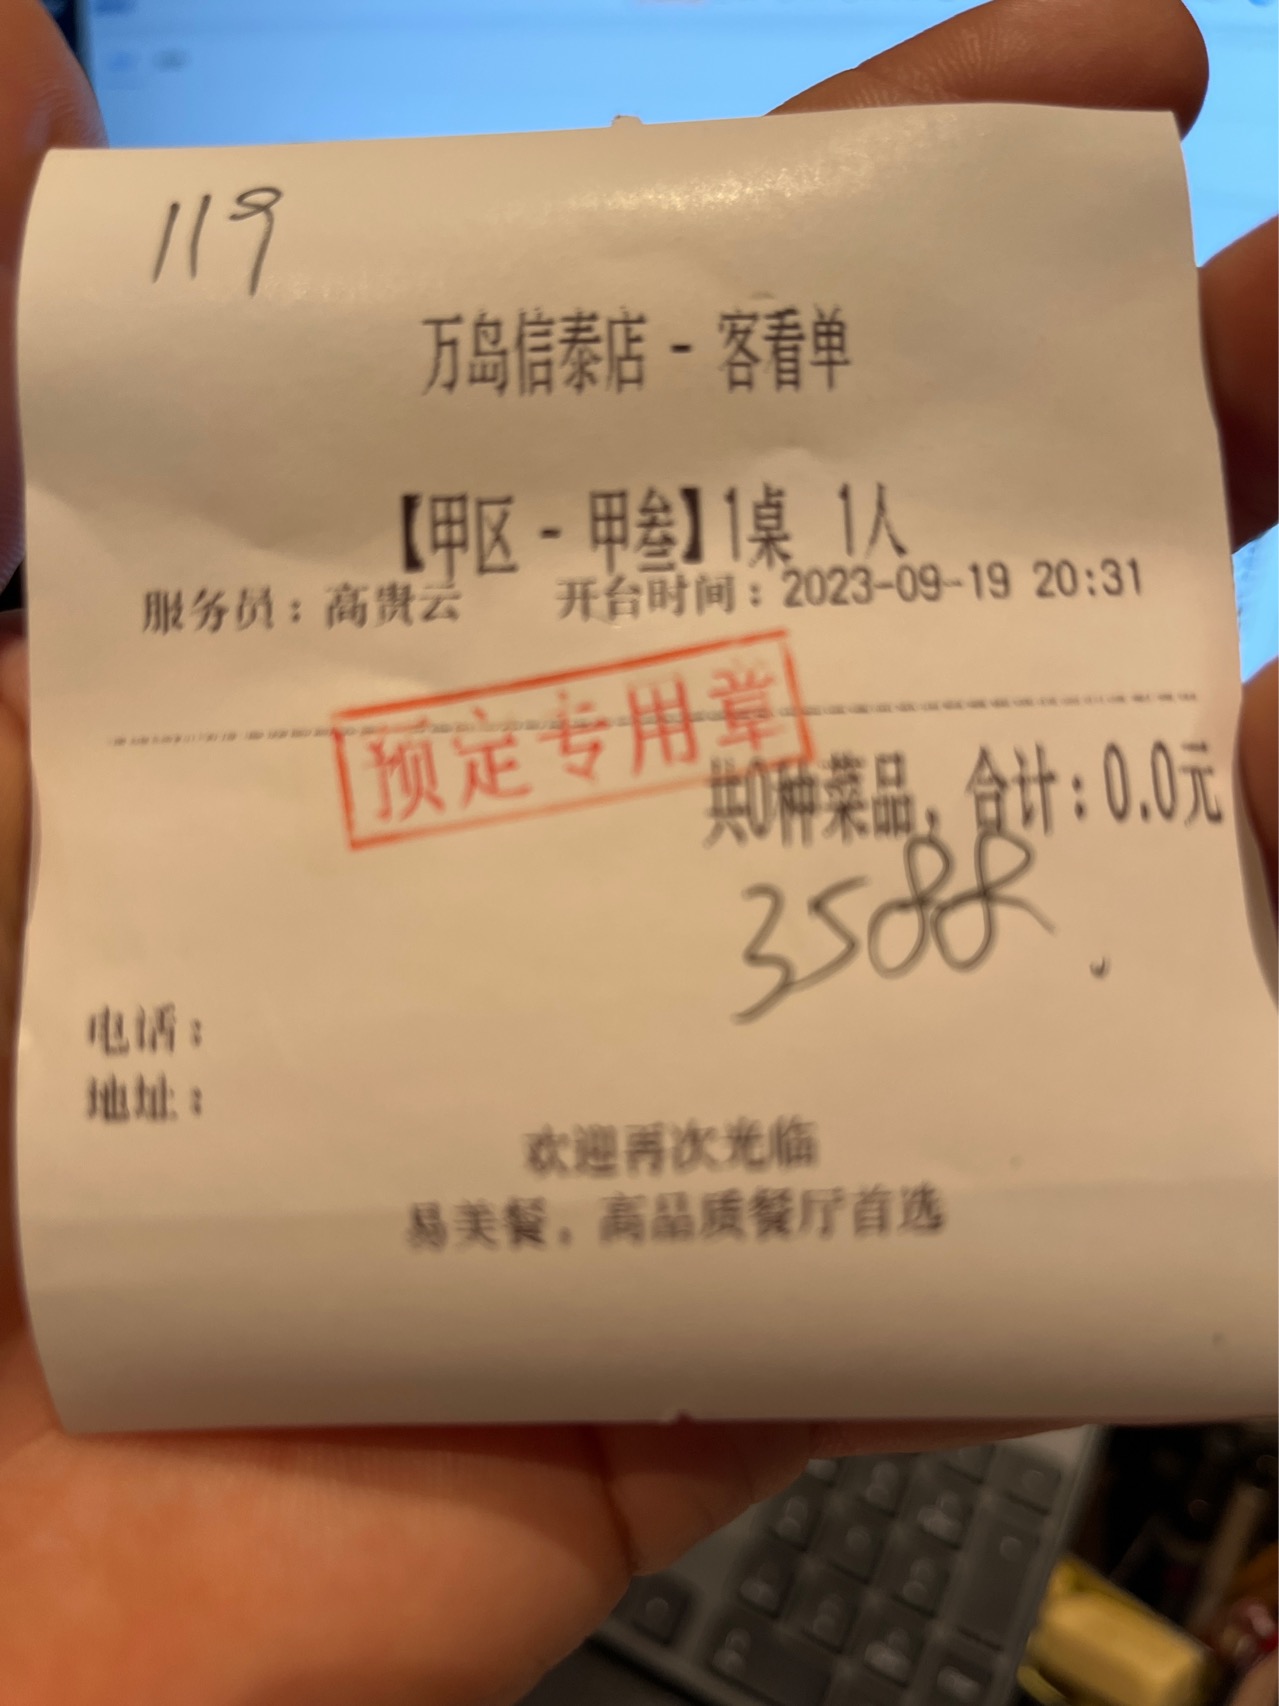 119
万岛信泰店 - 客看单
【甲区 - 甲叁】1桌 1人
服务员：高贵云 开台时间：2023-09-19 20:31
预定专用章
共0种菜品，合计：0.0元
3588
电话：
地址：
欢迎再次光临
易美餐，高品质餐厅首选